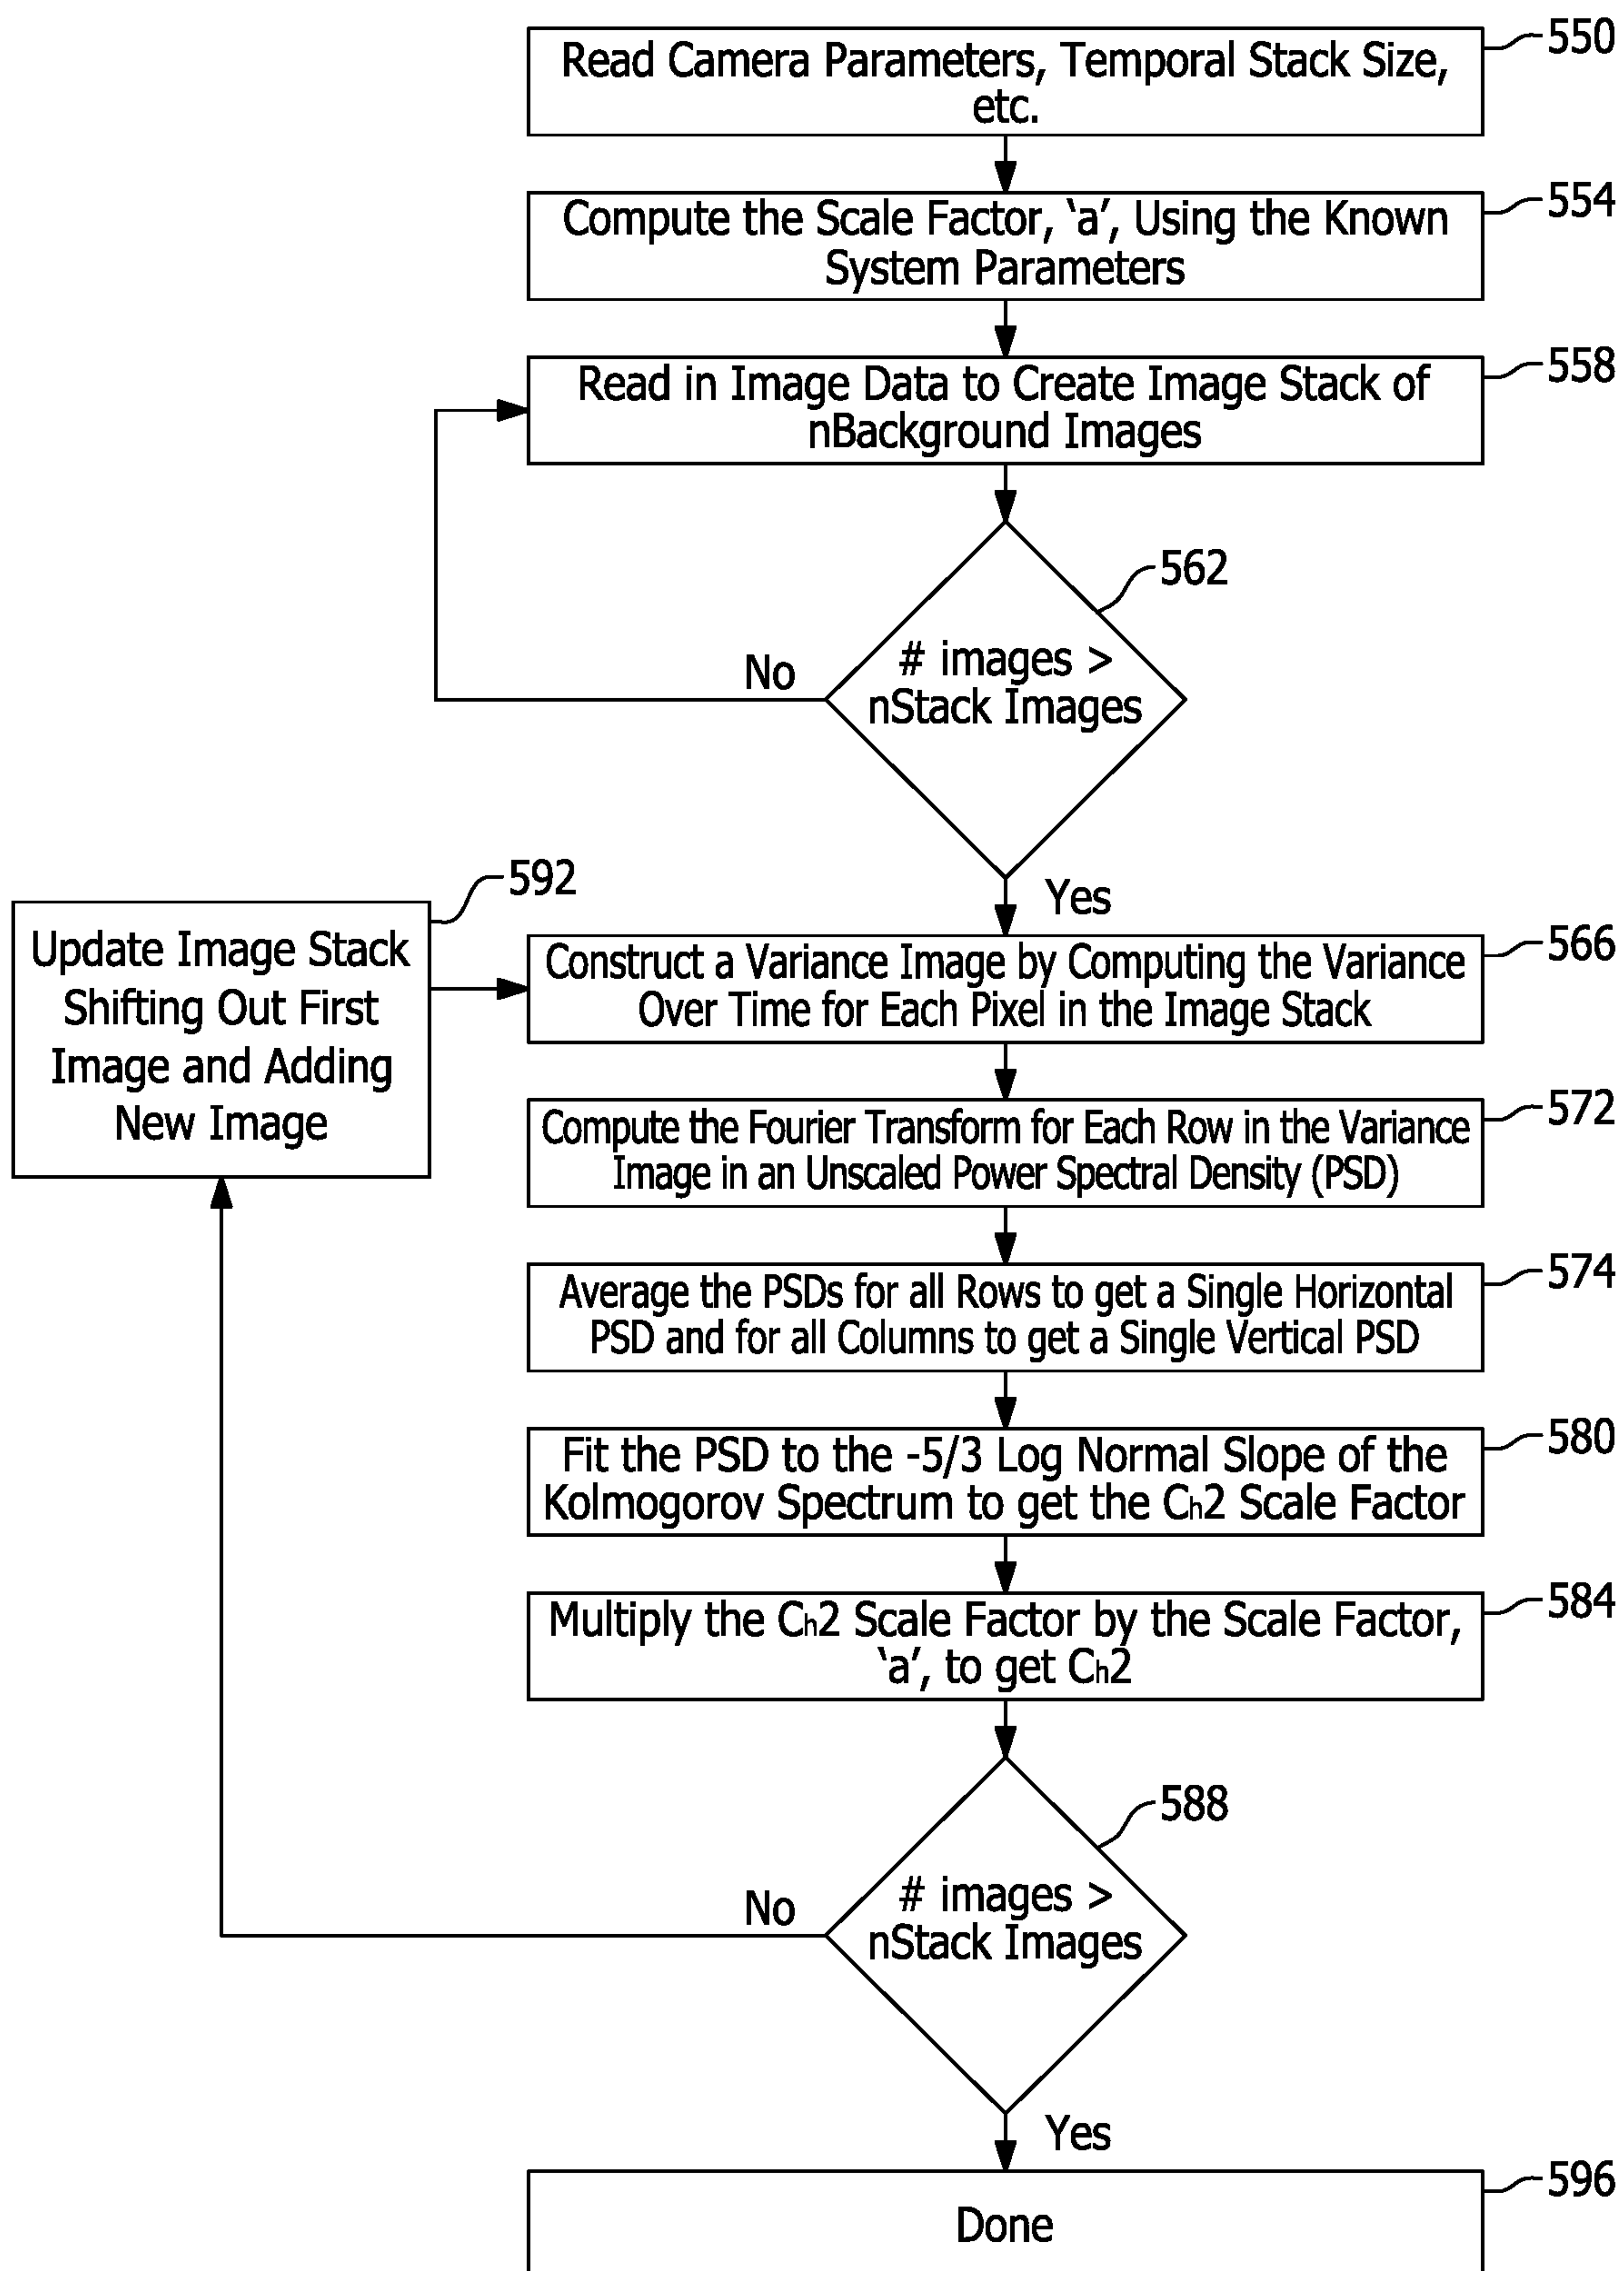 Read Camera Parameters, Temporal Stack Size,
etc.
550
Compute the Scale Factor, ‘a’, Using the Known
System Parameters
554
Read in Image Data to Create Image Stack of
nBackground Images
558
# images >
nStack Images
562
No
Yes
Update Image Stack
Shifting Out First
Image and Adding
New Image
592
Construct a Variance Image by Computing the Variance
Over Time for Each Pixel in the Image Stack
566
Compute the Fourier Transform for Each Row in the Variance
Image in an Unscaled Power Spectral Density (PSD)
572
Average the PSDs for all Rows to get a Single Horizontal
PSD and for all Columns to get a Single Vertical PSD
574
Fit the PSD to the -5/3 Log Normal Slope of the
Kolmogorov Spectrum to get the Ch2 Scale Factor
580
Multiply the Ch2 Scale Factor by the Scale Factor,
‘a’, to get Ch2
584
# images >
nStack Images
588
No
Yes
Done
596